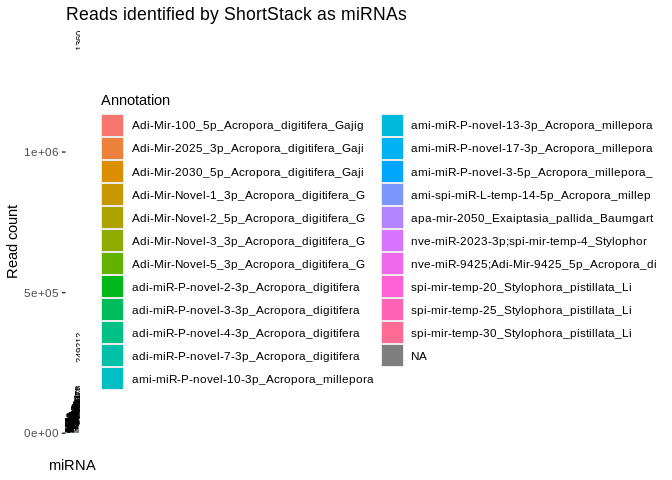 Reads identified by ShortStack as miRNAs
Annotation
Adi-Mir-100_5p_Acropora_digitifera_Gajig
Adi-Mir-2025_3p_Acropora_digitifera_Gaji
Adi-Mir-2030_5p_Acropora_digitifera_Gaji
Adi-Mir-Novel-1_3p_Acropora_digitifera_G
Adi-Mir-Novel-2_5p_Acropora_digitifera_G
Adi-Mir-Novel-3_3p_Acropora_digitifera_G
Adi-Mir-Novel-5_3p_Acropora_digitifera_G
adi-miR-P-novel-2-3p_Acropora_digitifera
adi-miR-P-novel-3-3p_Acropora_digitifera
adi-miR-P-novel-4-3p_Acropora_digitifera
adi-miR-P-novel-7-3p_Acropora_digitifera
ami-miR-P-novel-10-3p_Acropora_millepora
ami-miR-P-novel-13-3p_Acropora_millepora
ami-miR-P-novel-17-3p_Acropora_millepora
ami-miR-P-novel-3-5p_Acropora_millepora_
ami-spi-miR-L-temp-14-5p_Acropora_millep
apa-mir-2050_Exaiptasia_pallida_Baumgart
nve-miR-2023-3p;spi-mir-temp-4_Stylophor
nve-miR-9425;Adi-Mir-9425_5p_Acropora_di
spi-mir-temp-20_Stylophora_pistillata_Li
spi-mir-temp-25_Stylophora_pistillata_Li
spi-mir-temp-30_Stylophora_pistillata_Li
NA
1e+06
5e+05
0e+00
Read count
miRNA